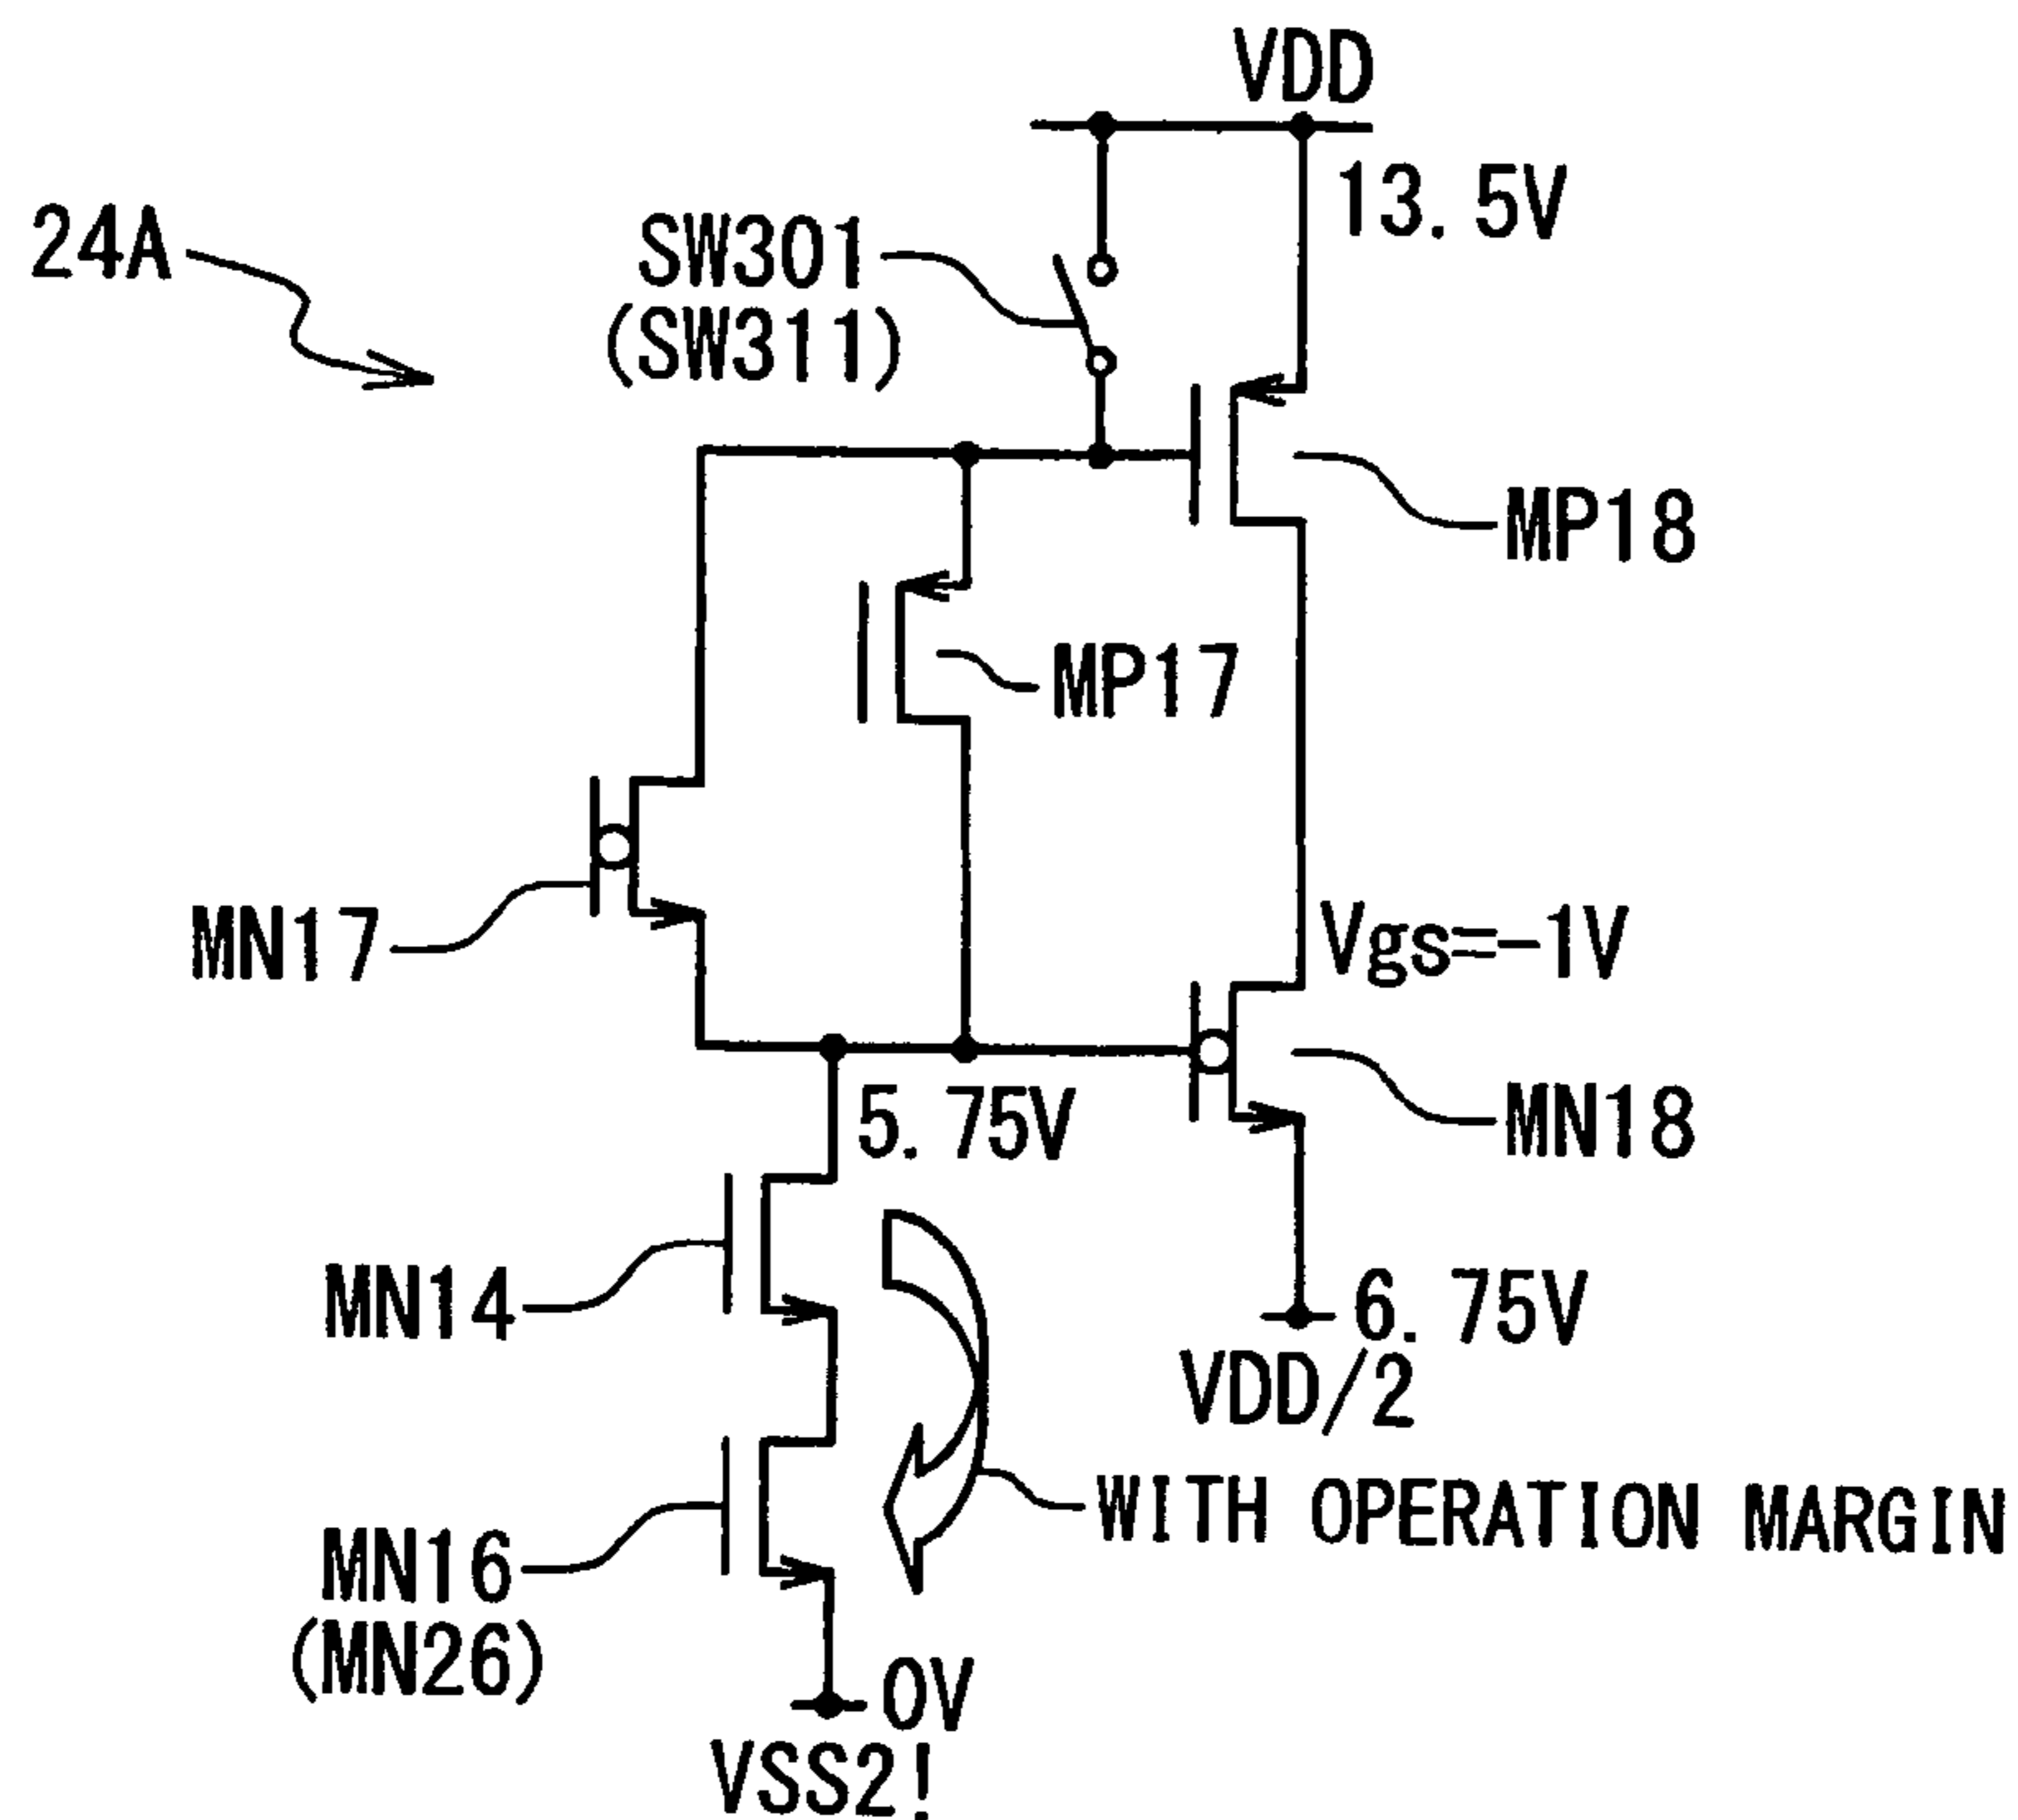 VDD
13.5V
24A
SW301
(SW311)
MP18
MP17
MN17
Vgs=-1V
5.75V
MN18
MN14
6.75V
VDD/2
WITH OPERATION MARGIN
MN16
(MN26)
0V
VSS2!